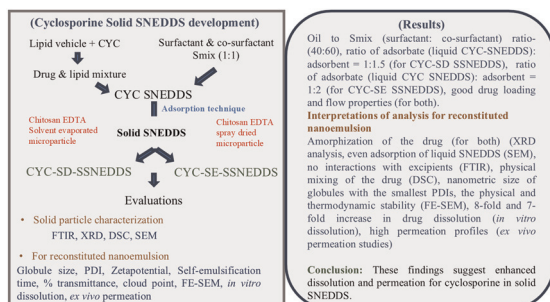 (Cyclosporine Solid SNEDDS development)
Lipid vehicle + CYC
Surfactant & co-surfactant
Smix (1:1)
Drug & lipid mixture
CYC SNEDDS
Adsorption technique
Chitosan EDTA
Solvent evaporated
microparticle
Solid SNEDDS
Chitosan EDTA
spray dried
microparticle
CYC-SD-SSNEDDS
CYC-SE-SSNEDDS
Evaluations
• Solid particle characterization
FTIR, XRD, DSC, SEM
• For reconstituted nanoemulsion
Globule size, PDI, Zetapotential, Self-emulsification
time, % transmittance, cloud point, FE-SEM, in vitro
dissolution, ex vivo permeation
(Results)
Oil to Smix (surfactant: co-surfactant) ratio-
(40:60), ratio of adsorbate (liquid CYC-SNEDDS):
adsorbent = 1:1.5 (for CYC-SD SSNEDDS), ratio
of adsorbate (liquid CYC SNEDDS): adsorbent =
1:2 (for CYC-SE SSNEDDS), good drug loading
and flow properties (for both).
Interpretations of analysis for reconstituted
nanoemulsion
Amorphization of the drug (for both) (XRD
analysis, even adsorption of liquid SNEDDS (SEM),
no interactions with excipients (FTIR), physical
mixing of the drug (DSC), nanometric size of
globules with the smallest PDIs, the physical and
thermodynamic stability (FE-SEM), 8-fold and 7-
fold increase in drug dissolution (in vitro
dissolution), high permeation profiles (ex vivo
permeation studies)
Conclusion: These findings suggest enhanced
dissolution and permeation for cyclosporine in solid
SNEDDS.